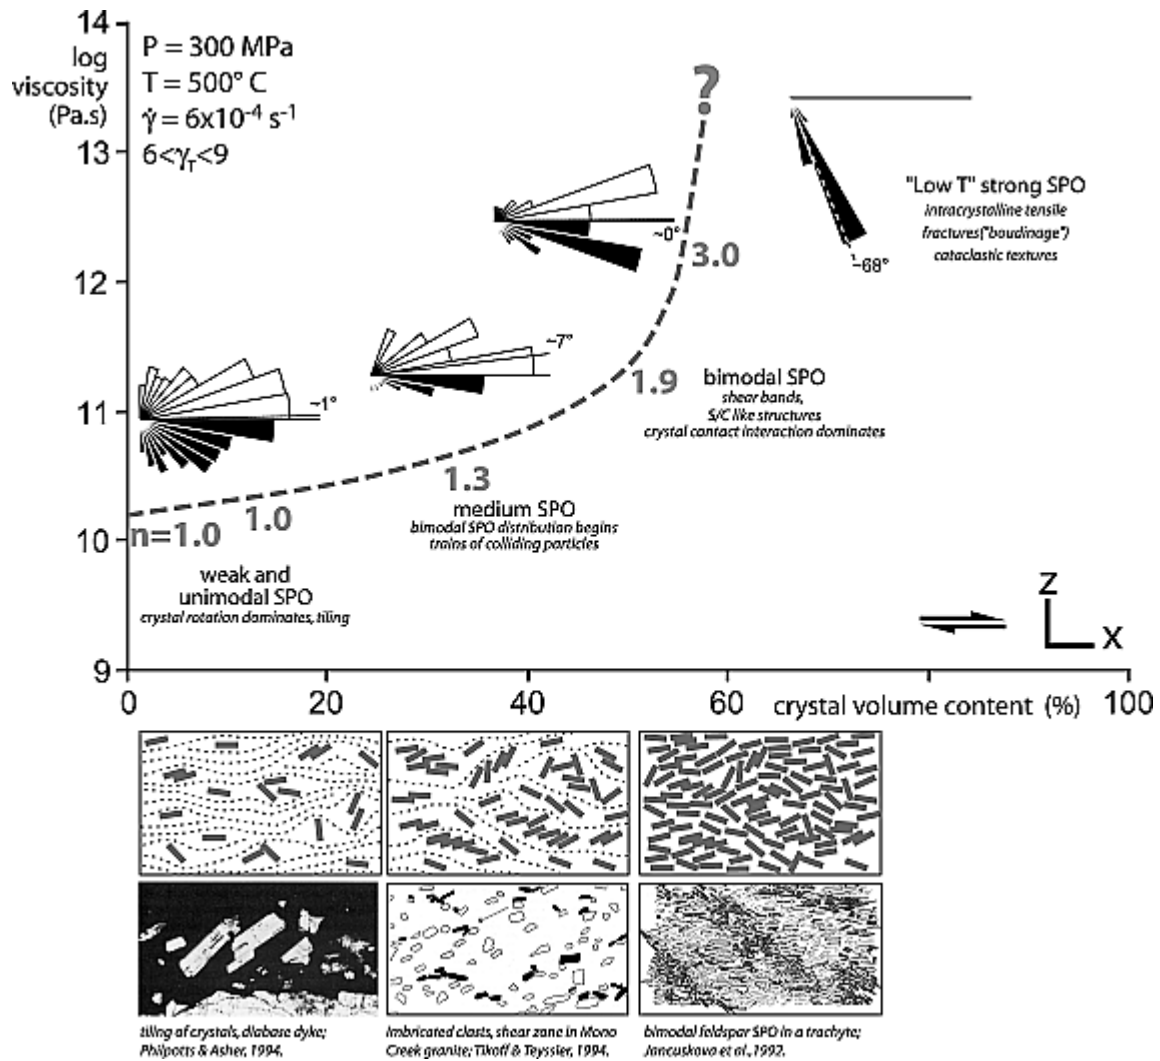 14
log
viscosity
(Pa.s)
P = 300 MPa
T = 500° C
γ̇ = 6x10⁻⁴ s⁻¹
6<γT<9
13
?
"Low T" strong SPO
intracrystalline tensile
fractures("boudinage")
cataclastic textures
~68°
~0°
3.0
12
~7°
1.9
bimodal SPO
shear bands,
S/C like structures
crystal contact interaction dominates
11
~1°
1.3
medium SPO
bimodal SPO distribution begins
trains of colliding particles
10
n=1.0
1.0
weak and
unimodal SPO
crystal rotation dominates, tiling
Z
X
9
0
20
40
60
crystal volume content (%)
100
tiling of crystals, diabase dyke;
Philpotts & Asher, 1994.
Imbricated clasts, shear zone in Mono
Creek granite; Tikoff & Teyssier, 1994.
bimodal feldspar SPO in a trachyte;
Jancuskova et al., 1992.